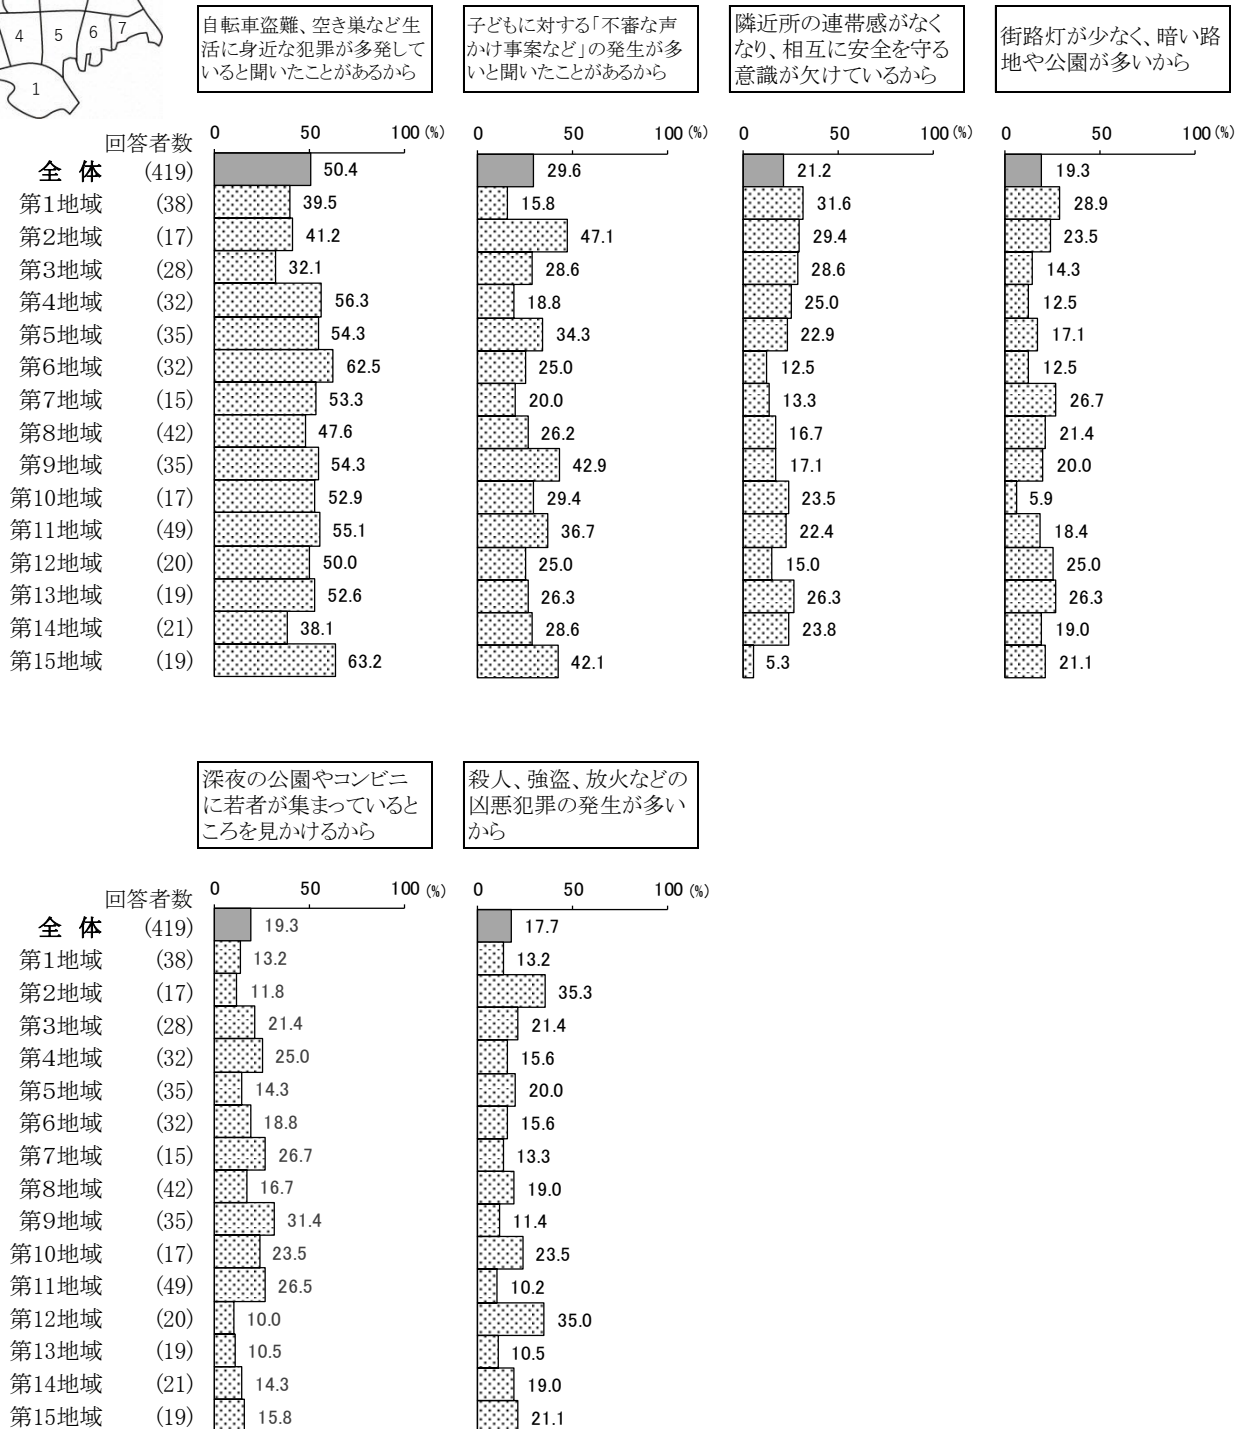 4 5 6 7
1
自転車盗難、空き巣など生
活に身近な犯罪が多発して
いると聞いたことがあるから
子どもに対する「不審な声
かけ事案など」の発生が多
いと聞いたことがあるから
隣近所の連帯感がなく
なり、相互に安全を守る
意識が欠けているから
街路灯が少なく、暗い路
地や公園が多いから
回答者数 0 50 100(%) 0 50 100(%) 0 50 100(%) 0 50 100(%)
全 体 (419) 50.4 29.6 21.2 19.3
第1地域 (38) 39.5 15.8 31.6 28.9
第2地域 (17) 41.2 47.1 29.4 23.5
第3地域 (28) 32.1 28.6 28.6 14.3
第4地域 (32) 56.3 18.8 25.0 12.5
第5地域 (35) 54.3 34.3 22.9 17.1
第6地域 (32) 62.5 25.0 12.5 12.5
第7地域 (15) 53.3 20.0 13.3 26.7
第8地域 (42) 47.6 26.2 16.7 21.4
第9地域 (35) 54.3 42.9 17.1 20.0
第10地域 (17) 52.9 29.4 23.5 5.9
第11地域 (49) 55.1 36.7 22.4 18.4
第12地域 (20) 50.0 25.0 15.0 25.0
第13地域 (19) 52.6 26.3 26.3 26.3
第14地域 (21) 38.1 28.6 23.8 19.0
第15地域 (19) 63.2 42.1 5.3 21.1
深夜の公園やコンビニ
に若者が集まっていると
ころを見かけるから
殺人、強盗、放火などの
凶悪犯罪の発生が多い
から
回答者数 0 50 100 (%) 0 50 100 (%)
全 体 (419) 19.3 17.7
第1地域 (38) 13.2 13.2
第2地域 (17) 11.8 35.3
第3地域 (28) 21.4 21.4
第4地域 (32) 25.0 15.6
第5地域 (35) 14.3 20.0
第6地域 (32) 18.8 15.6
第7地域 (15) 26.7 13.3
第8地域 (42) 16.7 19.0
第9地域 (35) 31.4 11.4
第10地域 (17) 23.5 23.5
第11地域 (49) 26.5 10.2
第12地域 (20) 10.0 35.0
第13地域 (19) 10.5 10.5
第14地域 (21) 14.3 19.0
第15地域 (19) 15.8 21.1